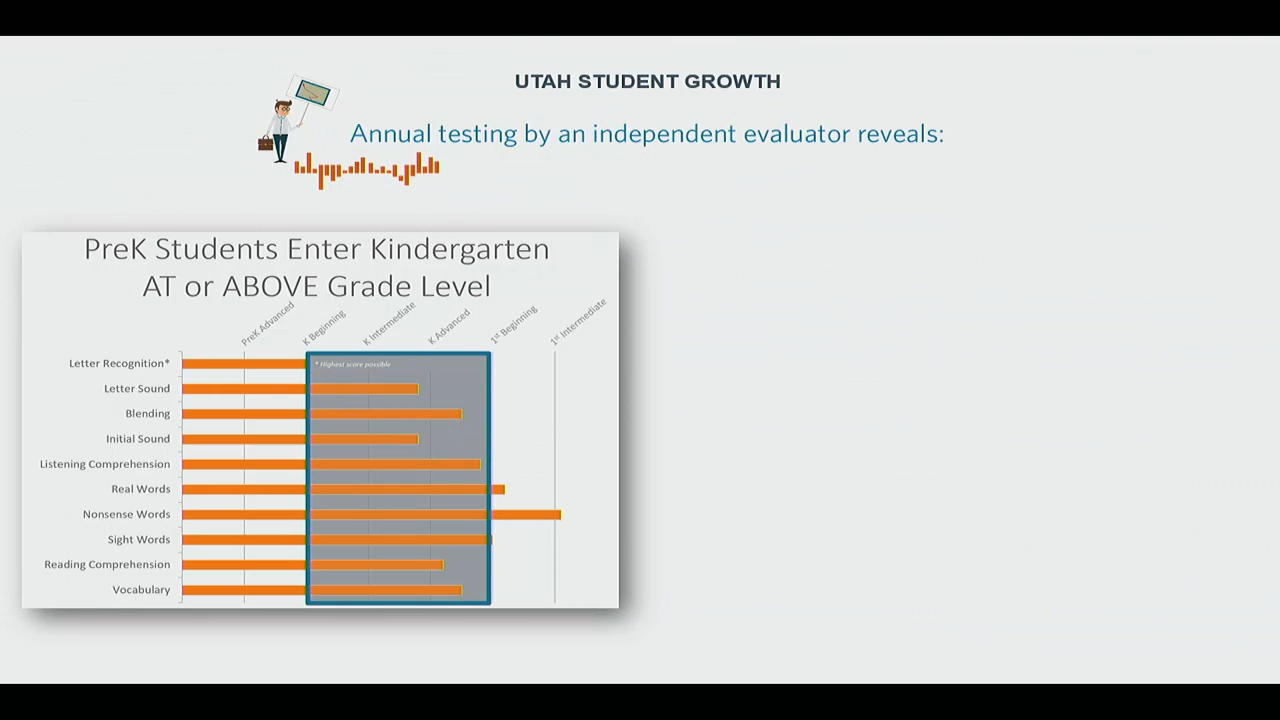 UTAH STUDENT GROWTH
Annual testing by an independent evaluator reveals:
PreK Students Enter Kindergarten
AT or ABOVE Grade Level
PreK Advanced
K Beginning
K Intermediate
K Advanced
1st Beginning
1st Intermediate
Letter Recognition*
* Highest score possible
Letter Sound
Blending
Initial Sound
Listening Comprehension
Real Words
Nonsense Words
Sight Words
Reading Comprehension
Vocabulary